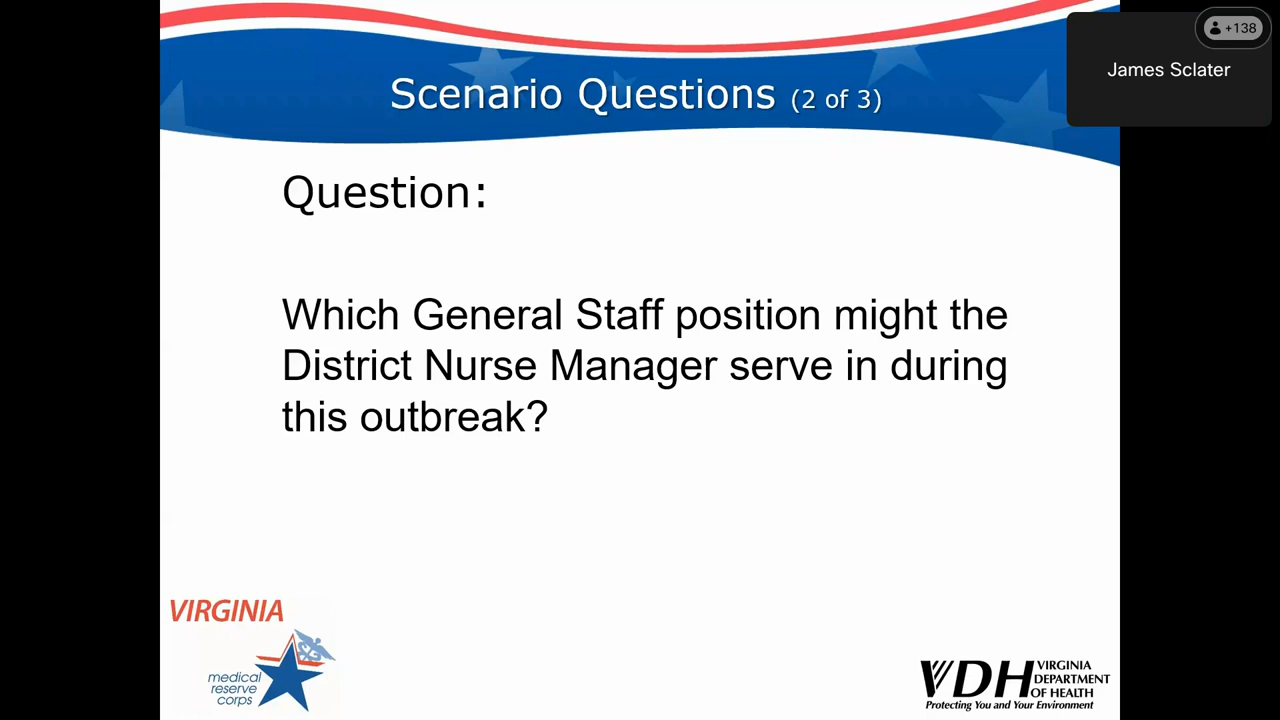 +138
James Sclater
Scenario Questions (2 of 3)
Question:
Which General Staff position might the
District Nurse Manager serve in during
this outbreak?
VIRGINIA
medical
reserve
corps
VDH VIRGINIA
DEPARTMENT
OF HEALTH
Protecting You and Your Environment